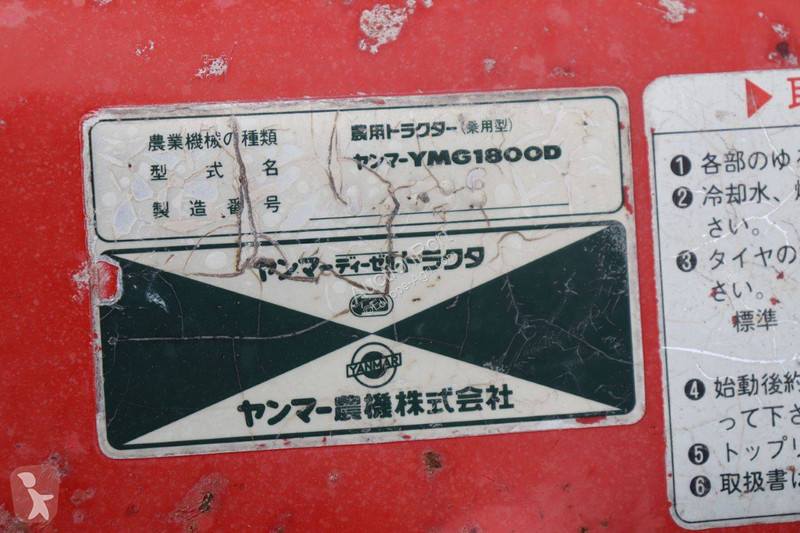 農業機械の種類 農用トラクター(乗用型)
型式名 ヤンマーYMG1800D
製造番号
ヤンマーディーゼルトラクタ
YANMAR
ヤンマー農機株式会社
▶取
❶ 各部のゆる
❷ 冷却水、
さい。
❸ タイヤの
さい。
標準
❹ 始動後約
って下さ
❺ トップリ
❻ 取扱書は